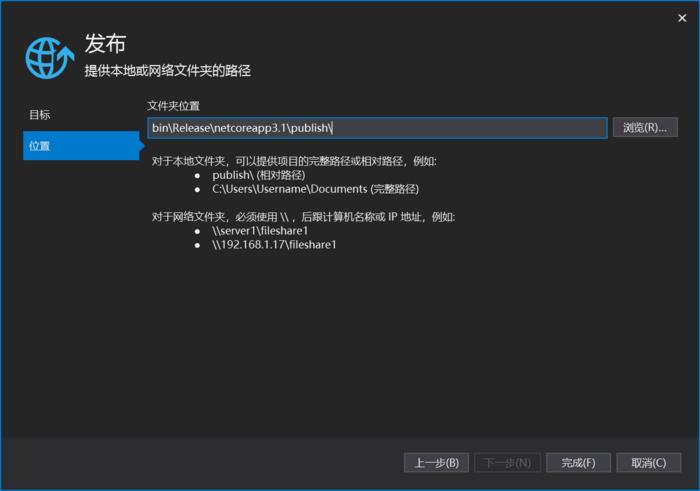 发布
提供本地或网络文件夹的路径
目标
位置
文件夹位置
bin\Release\netcoreapp3.1\publish\
浏览(R)...
对于本地文件夹，可以提供项目的完整路径或相对路径，例如:
● publish\ (相对路径)
● C:\Users\Username\Documents (完整路径)
对于网络文件夹，必须使用 \\ ，后跟计算机名称或 IP 地址，例如:
● \\server1\fileshare1
● \\192.168.1.17\fileshare1
上一步(B)
下一步(N)
完成(F)
取消(C)